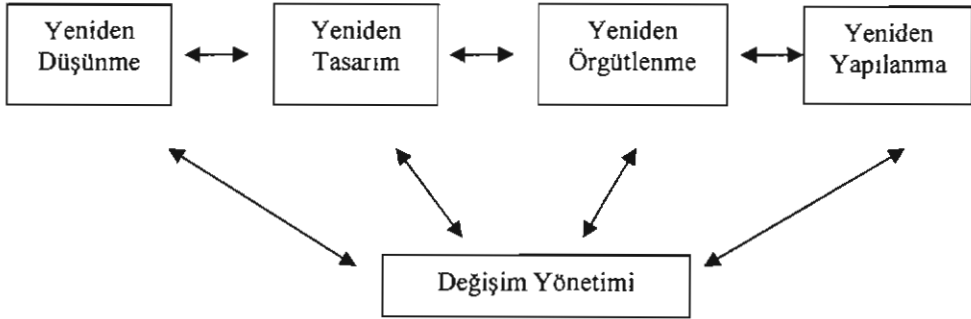 Yeniden
Düşünme
Yeniden
Tasarım
Yeniden
Örgütlenme
Yeniden
Yapılanma
Değişim Yönetimi